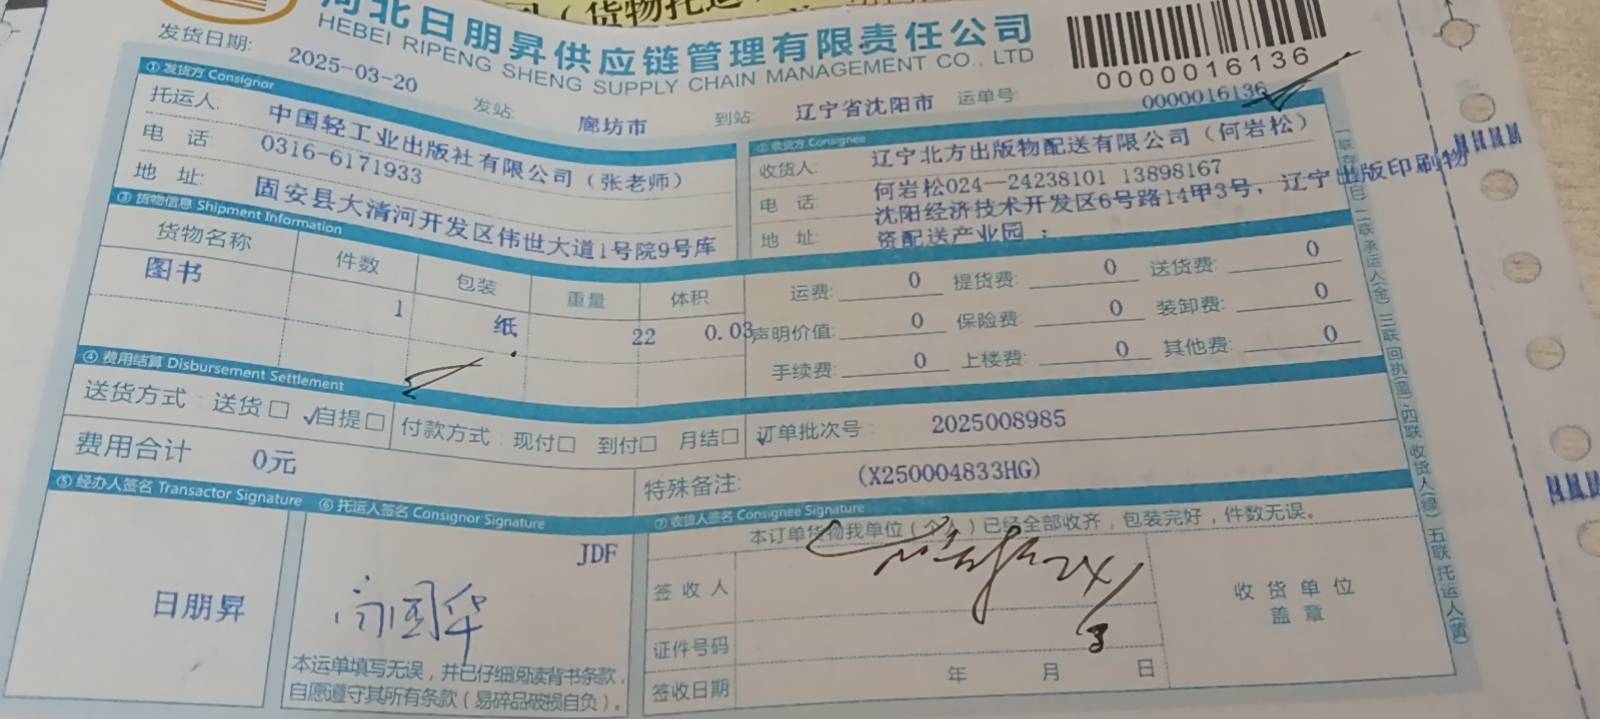 （货物托运
河北日朋昇供应链管理有限责任公司
HEBEI RIPENG SHENG SUPPLY CHAIN MANAGEMENT CO., LTD
0000016136
发货日期: 2025-03-20 发站: 廊坊市 到站: 辽宁省沈阳市 运单号: 0000016136
① 发货方 Consignor
托运人: 中国轻工业出版社有限公司（张老师）
电 话 0316-6171933
地 址: 固安县大清河开发区伟世大道1号院9号库
② 收货方 Consignee
收货人: 辽宁北方出版物配送有限公司（何岩松）
电 话 何岩松024—24238101 13898167
沈阳经济技术开发区6号路14甲3号，辽宁出版印刷物
地 址: 资配送产业园 ;
③ 货物信息 Shipment Information
货物名称 件数 包装 重量 体积
图书 1 纸 22 0.03
运费: 0 提货费: 0 送货费: 0
声明价值: 0 保险费: 0 装卸费: 0
手续费: 0 上楼费: 0 其他费: 0
④ 费用结算 Disbursement Settlement
送货方式: 送货□ √自提□ 付款方式: 现付□ 到付□ 月结□ 订单批次号: 2025008985
费用合计 0元 特殊备注: (X250004833HG)
⑤ 经办人签名 Transactor Signature
日朋昇
⑥ 托运人签名 Consignor Signature
JDF
本运单填写无误，并已仔细阅读背书条款，
自愿遵守其所有条款（易碎品破损自负）。
⑦ 收货人签名 Consignee Signature
本订单货物我单位（个人）已经全部收齐，包装完好，件数无误。
签收人
24/3
证件号码
签收日期 年 月 日
收货单位
盖章
二联承运人(金) 三联回执(蓝) 四联收货人(绿) 五联托运人(黄)